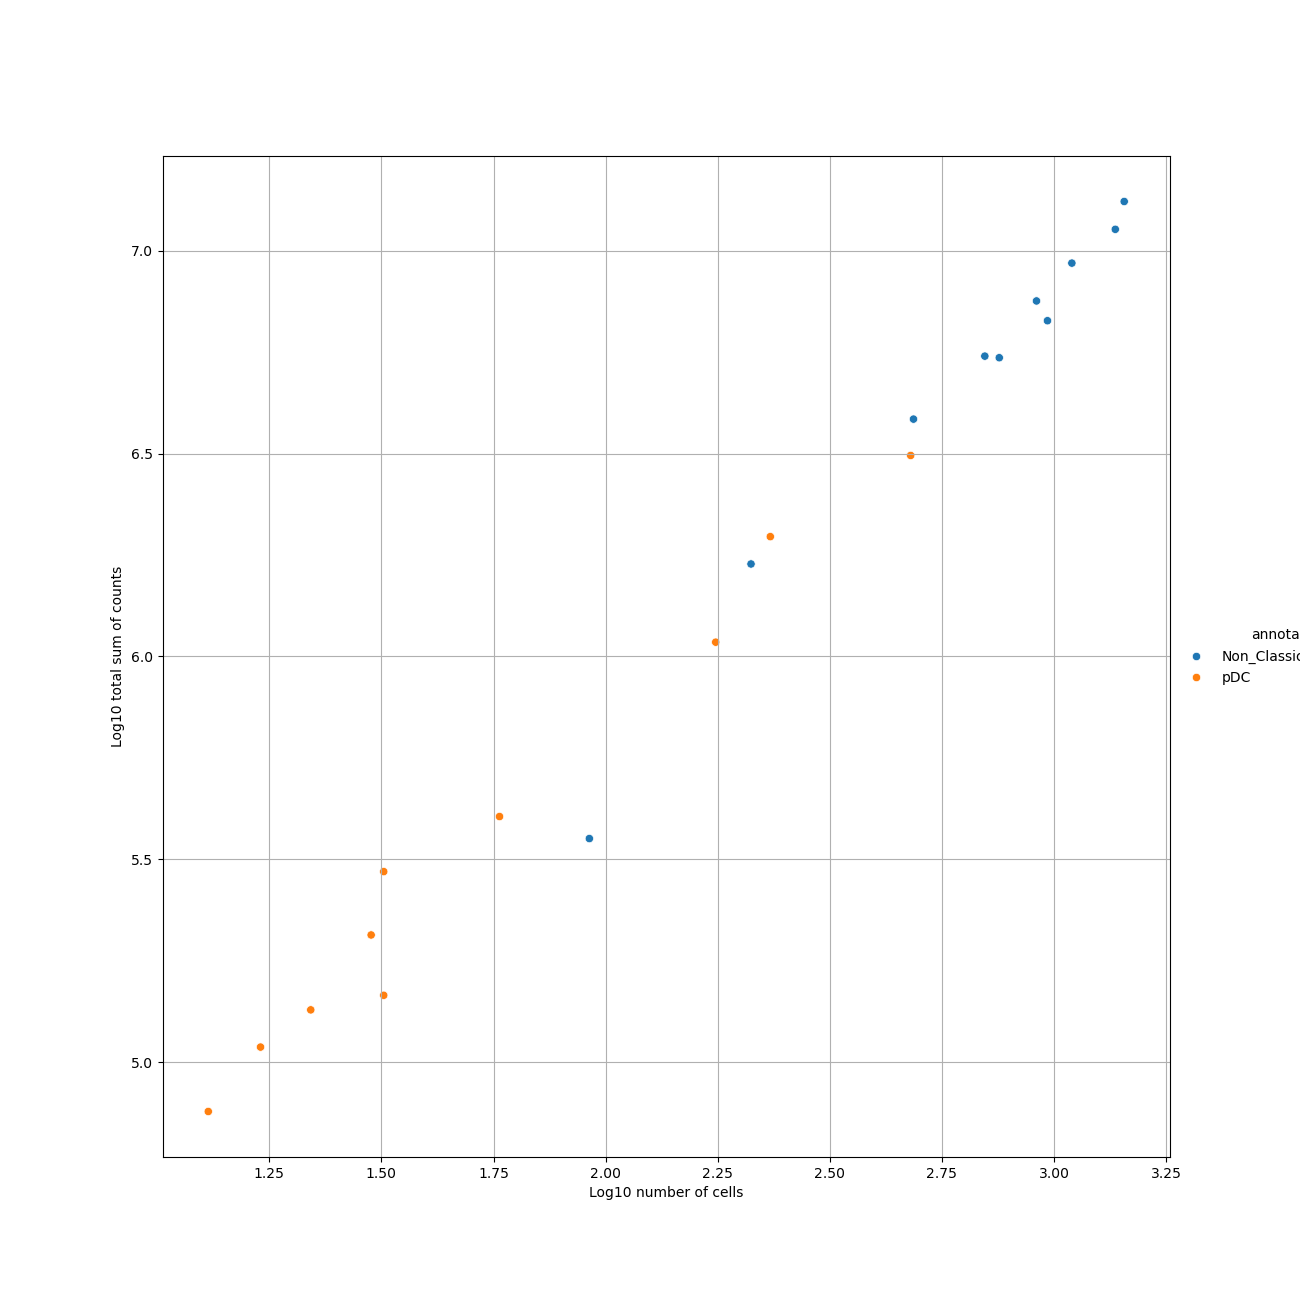 7.0
6.5
6.0
5.5
5.0
Log10 total sum of counts
1.25 1.50 1.75 2.00 2.25 2.50 2.75 3.00 3.25
Log10 number of cells
annota
Non_Classic
pDC